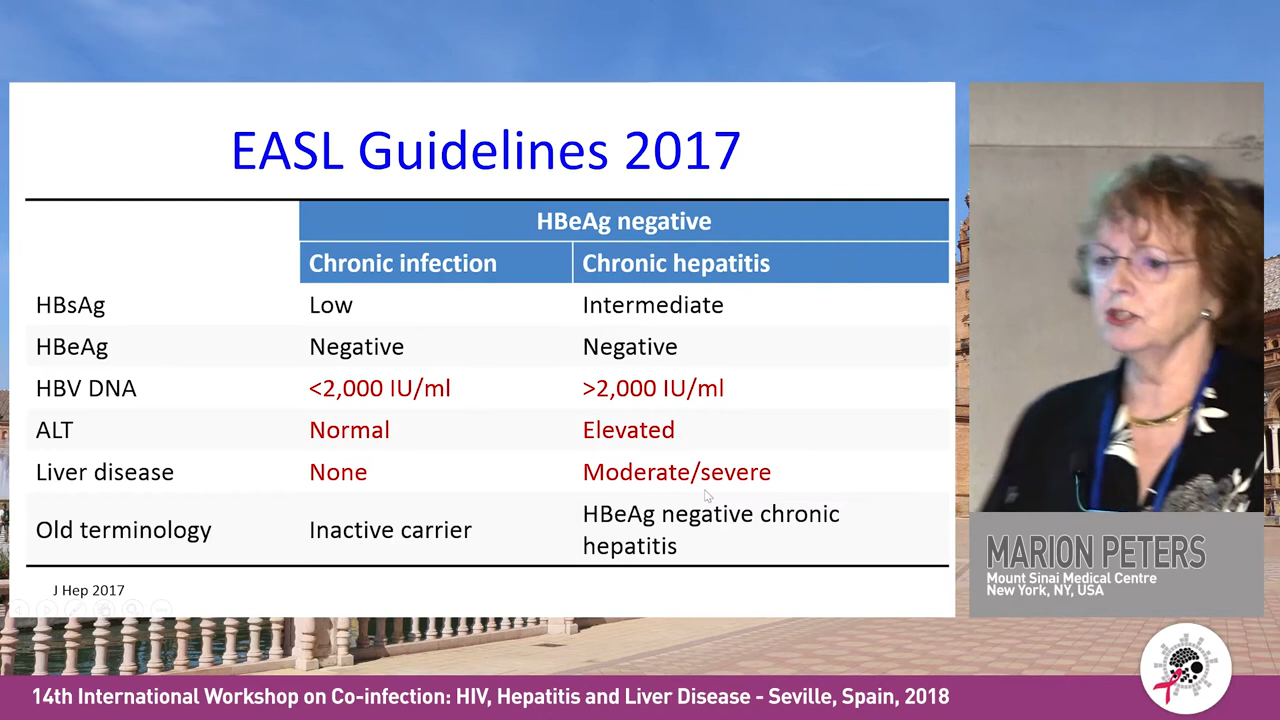 EASL Guidelines 2017
HBeAg negative
Chronic infection Chronic hepatitis
HBsAg Low Intermediate
HBeAg Negative Negative
HBV DNA <2,000 IU/ml >2,000 IU/ml
ALT Normal Elevated
Liver disease None Moderate/severe
Old terminology Inactive carrier HBeAg negative chronic
hepatitis
J Hep 2017
MARION PETERS
Mount Sinai Medical Centre
New York, NY, USA
14th International Workshop on Co-infection: HIV, Hepatitis and Liver Disease - Seville, Spain, 2018